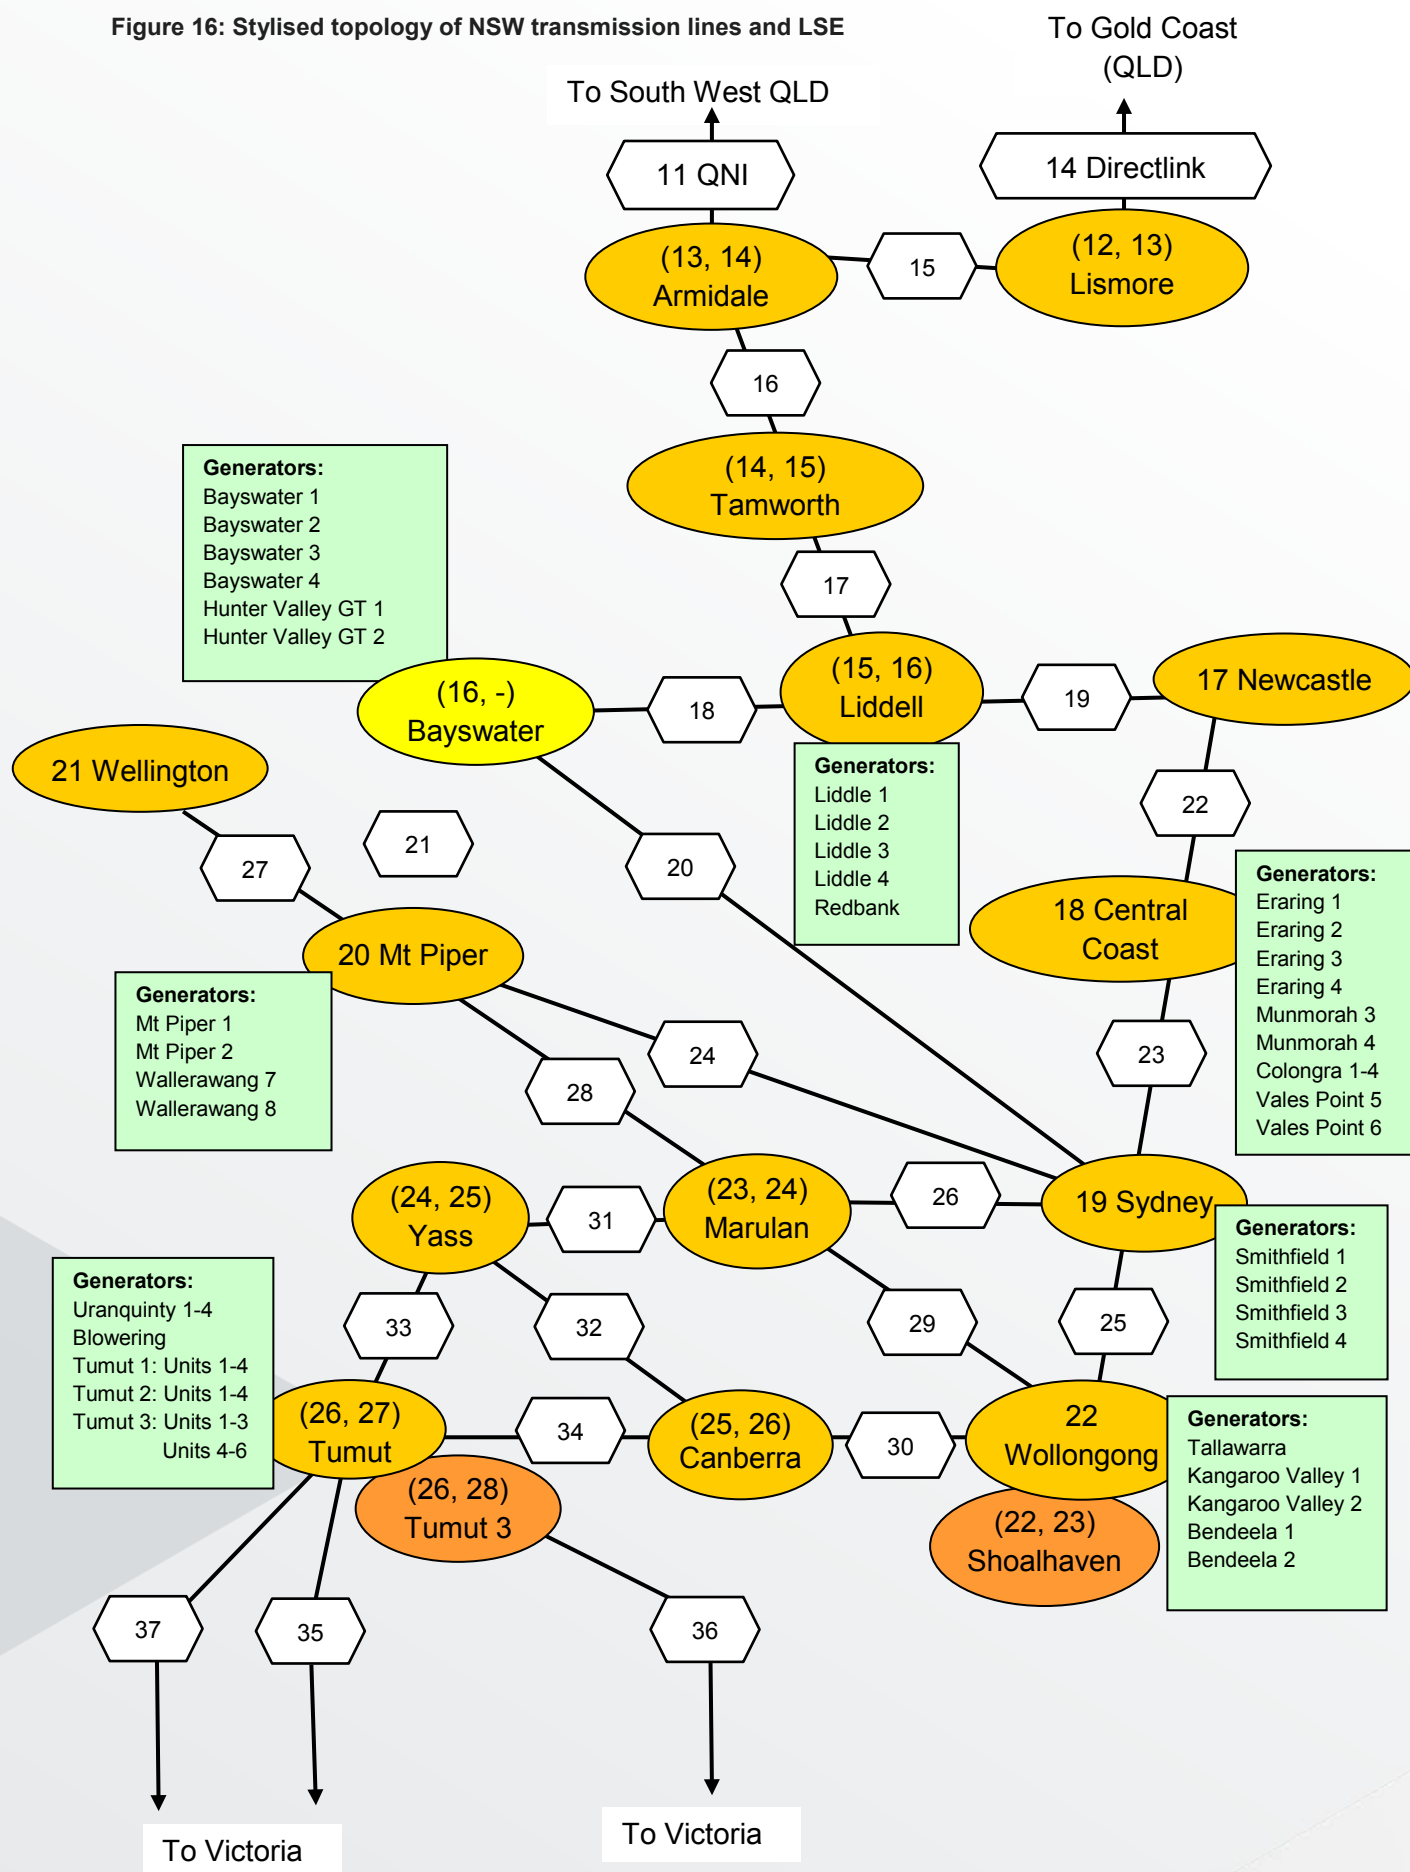 Figure 16: Stylised topology of NSW transmission lines and LSE
To Gold Coast
(QLD)
To South West QLD
11 QNI
14 Directlink
(13, 14)
Armidale
15
(12, 13)
Lismore
16
(14, 15)
Tamworth
Generators:
Bayswater 1
Bayswater 2
Bayswater 3
Bayswater 4
Hunter Valley GT 1
Hunter Valley GT 2
17
(16, -)
Bayswater
18
(15, 16)
Liddell
19
17 Newcastle
21 Wellington
Generators:
Liddle 1
Liddle 2
Liddle 3
Liddle 4
Redbank
22
21
27
20
18 Central
Coast
Generators:
Eraring 1
Eraring 2
Eraring 3
Eraring 4
Munmorah 3
Munmorah 4
Colongra 1-4
Vales Point 5
Vales Point 6
20 Mt Piper
Generators:
Mt Piper 1
Mt Piper 2
Wallerawang 7
Wallerawang 8
24
23
28
(24, 25)
Yass
31
(23, 24)
Marulan
26
19 Sydney
Generators:
Smithfield 1
Smithfield 2
Smithfield 3
Smithfield 4
Generators:
Uranquinty 1-4
Blowering
Tumut 1: Units 1-4
Tumut 2: Units 1-4
Tumut 3: Units 1-3
Units 4-6
33
32
29
25
(26, 27)
Tumut
34
(25, 26)
Canberra
30
22
Wollongong
Generators:
Tallawarra
Kangaroo Valley 1
Kangaroo Valley 2
Bendeela 1
Bendeela 2
(26, 28)
Tumut 3
(22, 23)
Shoalhaven
37
35
36
To Victoria
To Victoria